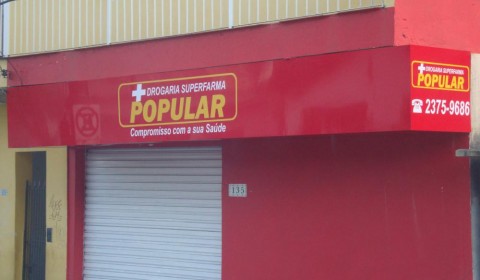 DROGARIA SUPERFARMA
POPULAR
Compromisso com a sua Saúde
DROGARIA SUPERFARMA
POPULAR
2375-9686
135